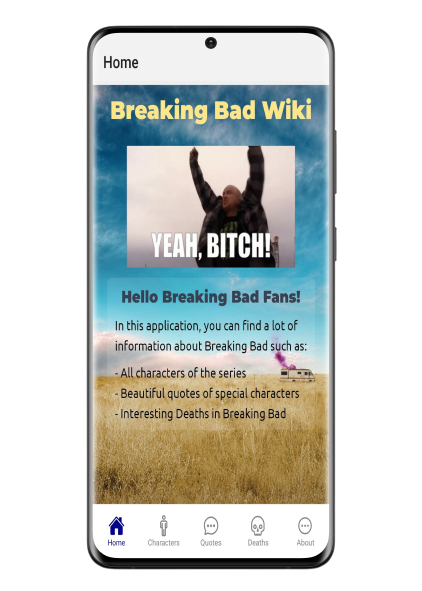 Home
Breaking Bad Wiki
YEAH, BITCH!
Hello Breaking Bad Fans!
In this application, you can find a lot of
information about Breaking Bad such as:
- All characters of the series
- Beautiful quotes of special characters
- Interesting Deaths in Breaking Bad
Home Characters Quotes Deaths About